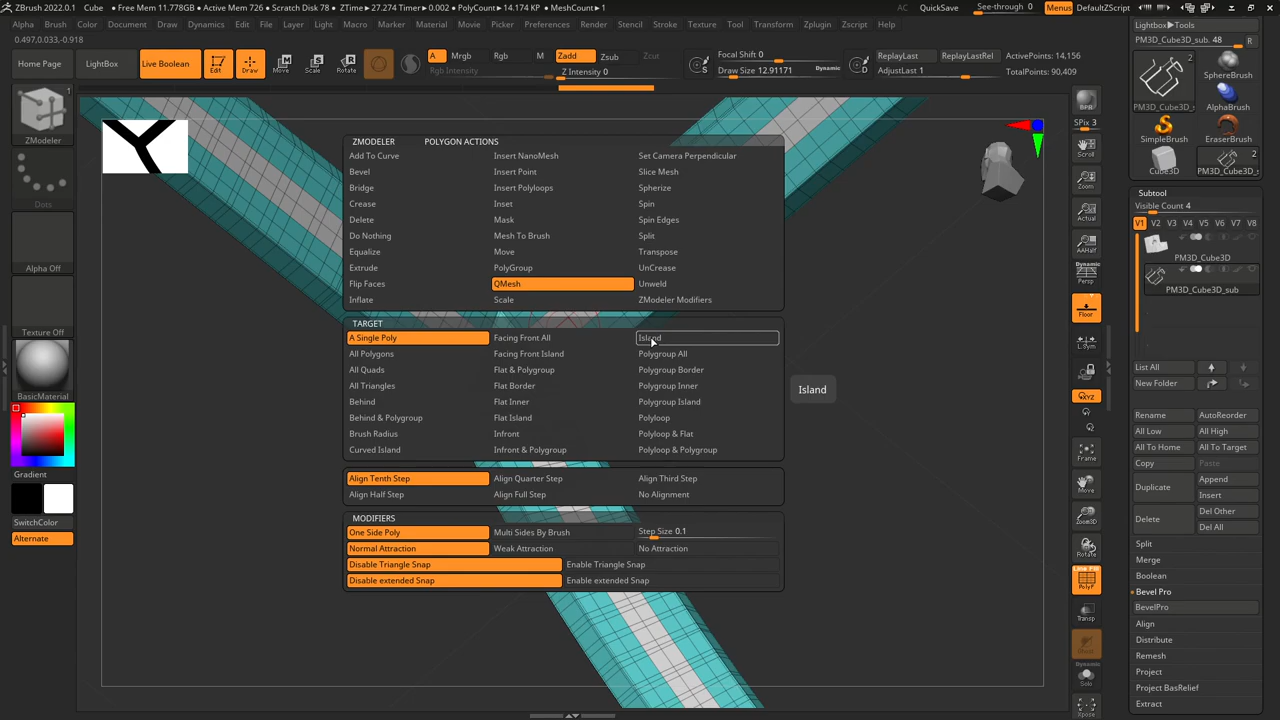 ZBrush 2022.0.1 Cube • Free Mem 11.778GB • Active Mem 726 • Scratch Disk 78 • ZTime▸27.274 Timer▸0.002 • PolyCount▸14.174 KP • MeshCount▸1 AC QuickSave See-through 0 Menus DefaultZScript
Alpha Brush Color Document Draw Dynamics Edit File Layer Light Macro Marker Material Movie Picker Preferences Render Stencil Stroke Texture Tool Transform Zplugin Zscript Help
0.497,0.033,-0.918
Home Page LightBox Live Boolean Edit Draw Move Scale Rotate
A Mrgb Rgb M Zadd Zsub Zcut
Rgb Intensity Z Intensity 0
Focal Shift 0
Draw Size 12.91171 Dynamic
ReplayLast ReplayLastRel
AdjustLast 1
ActivePoints: 14,156
TotalPoints: 90,409
1
ZModeler
Dots
Alpha Off
Texture Off
BasicMaterial
Gradient
SwitchColor
Alternate
ZMODELER POLYGON ACTIONS
Add To Curve Insert NanoMesh Set Camera Perpendicular
Bevel Insert Point Slice Mesh
Bridge Insert Polyloops Spherize
Crease Inset Spin
Delete Mask Spin Edges
Do Nothing Mesh To Brush Split
Equalize Move Transpose
Extrude PolyGroup UnCrease
Flip Faces QMesh Unweld
Inflate Scale ZModeler Modifiers
TARGET
A Single Poly Facing Front All Island
All Polygons Facing Front Island Polygroup All
All Quads Flat & Polygroup Polygroup Border
All Triangles Flat Border Polygroup Inner
Behind Flat Inner Polygroup Island
Behind & Polygroup Flat Island Polyloop
Brush Radius Infront Polyloop & Flat
Curved Island Infront & Polygroup Polyloop & Polygroup
Island
Align Tenth Step Align Quarter Step Align Third Step
Align Half Step Align Full Step No Alignment
MODIFIERS
One Side Poly Multi Sides By Brush Step Size 0.1
Normal Attraction Weak Attraction No Attraction
Disable Triangle Snap Enable Triangle Snap
Disable extended Snap Enable extended Snap
BPR
SPix 3
Scroll
Zoom
Actual
AAHalf
Dynamic
Persp
Floor
L.Sym
XYZ
Frame
Move
Zoom3D
Rotate
Line Fill
PolyF
Transp
Dynamic
Solo
Xpose
Lightbox▸Tools
PM3D_Cube3D_sub. 48 R
2
PM3D_Cube3D_s SphereBrush
AlphaBrush
SimpleBrush EraserBrush
2
Cube3D PM3D_Cube3D_s
Subtool
Visible Count 4
V1 V2 V3 V4 V5 V6 V7 V8
PM3D_Cube3D
PM3D_Cube3D_sub
List All
New Folder
Rename AutoReorder
All Low All High
All To Home All To Target
Copy Paste
Duplicate Append
Insert
Delete Del Other
Del All
Split
Merge
Boolean
Bevel Pro
BevelPro
Align
Distribute
Remesh
Project
Project BasRelief
Extract